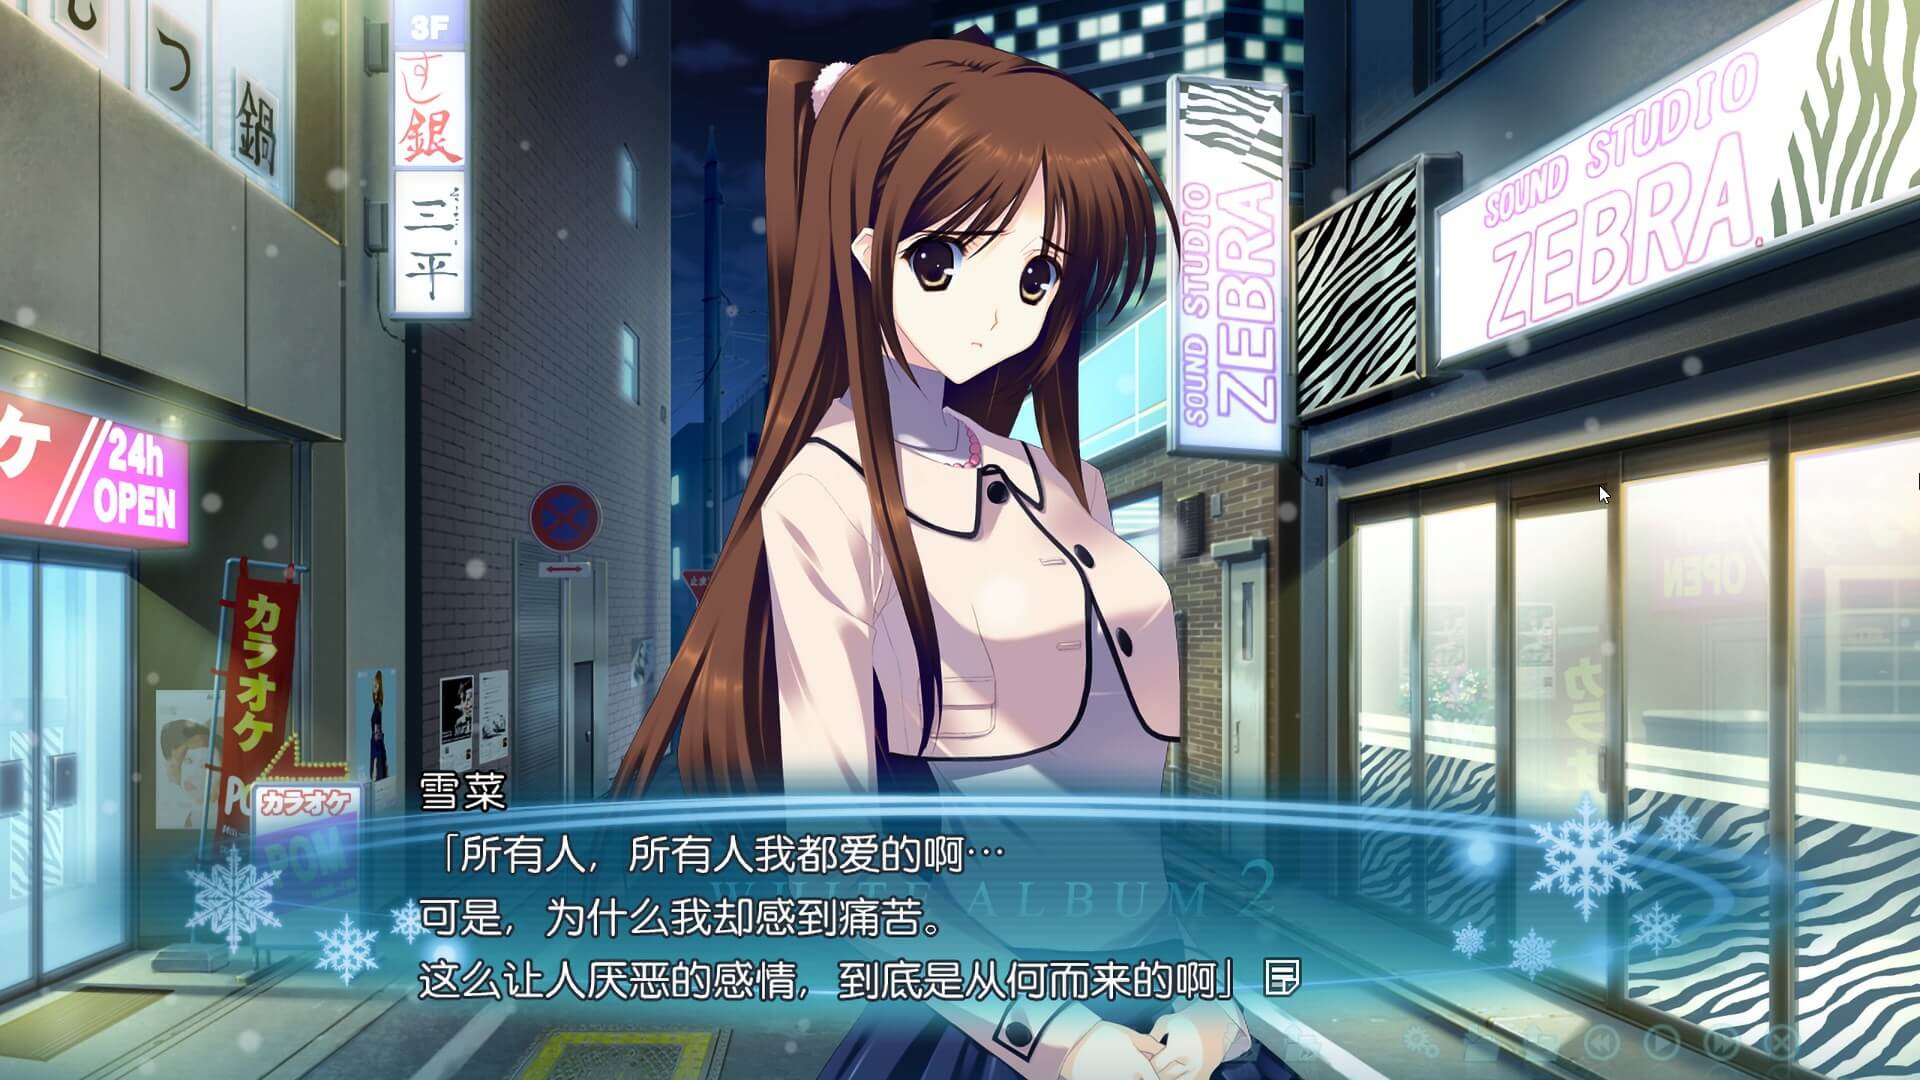 つ
鍋
3F
す
銀
三
平
ケ
24h
OPEN
カラオケ
カラオケ
POM
SOUND STUDIO
ZEBRA
SOUND STUDIO
ZEBRA
雪菜
「所有人，所有人我都爱的啊…
可是，为什么我却感到痛苦。
这么让人厌恶的感情，到底是从何而来的啊」
WHITE ALBUM 2